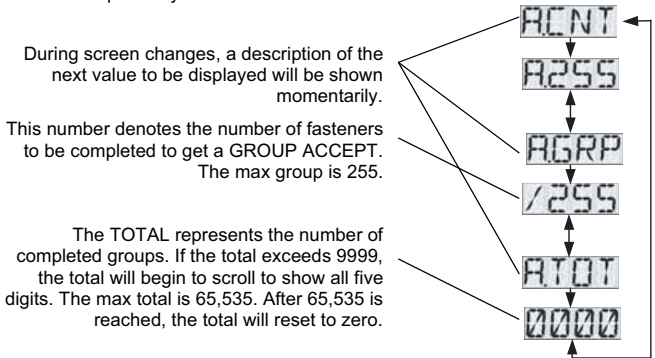 A.CNT
During screen changes, a description of the
next value to be displayed will be shown
momentarily.
A.255
This number denotes the number of fasteners
to be completed to get a GROUP ACCEPT.
The max group is 255.
A.GRP
/255
The TOTAL represents the number of
completed groups. If the total exceeds 9999,
the total will begin to scroll to show all five
digits. The max total is 65,535. After 65,535 is
reached, the total will reset to zero.
A.TOT
0000